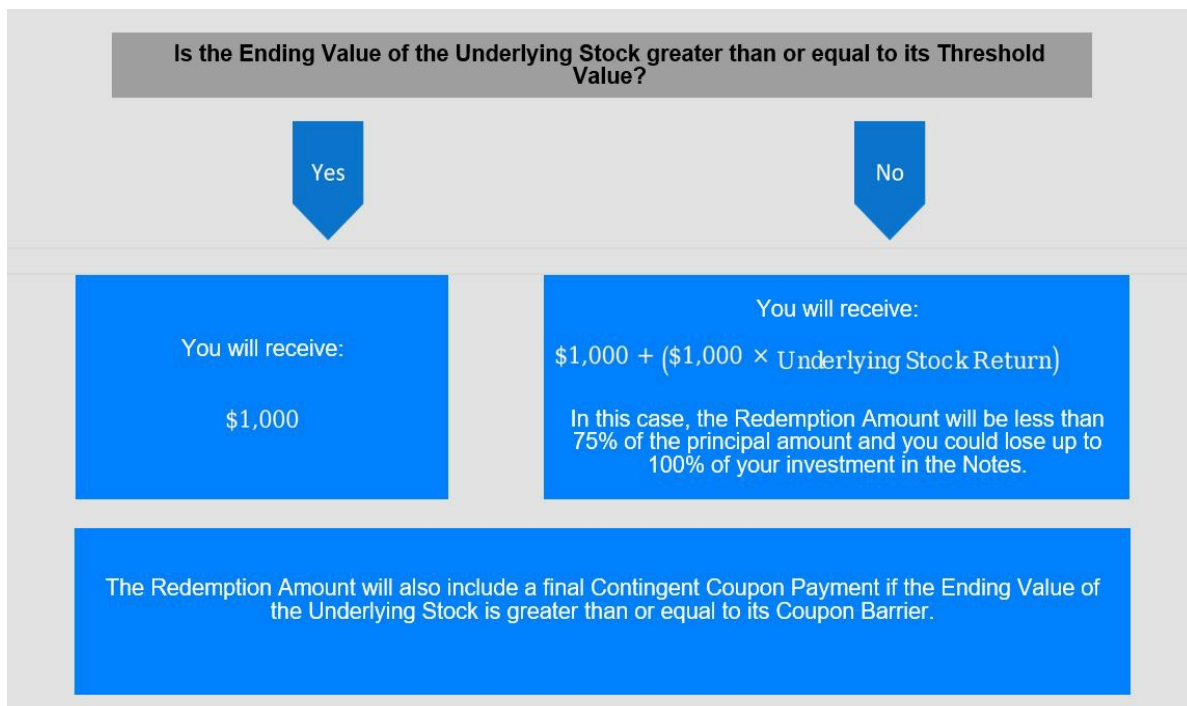 Is the Ending Value of the Underlying Stock greater than or equal to its Threshold
Value?
Yes
No
You will receive:
$1,000
You will receive:
$1,000 + ($1,000 × Underlying Stock Return)
In this case, the Redemption Amount will be less than
75% of the principal amount and you could lose up to
100% of your investment in the Notes.
The Redemption Amount will also include a final Contingent Coupon Payment if the Ending Value of
the Underlying Stock is greater than or equal to its Coupon Barrier.